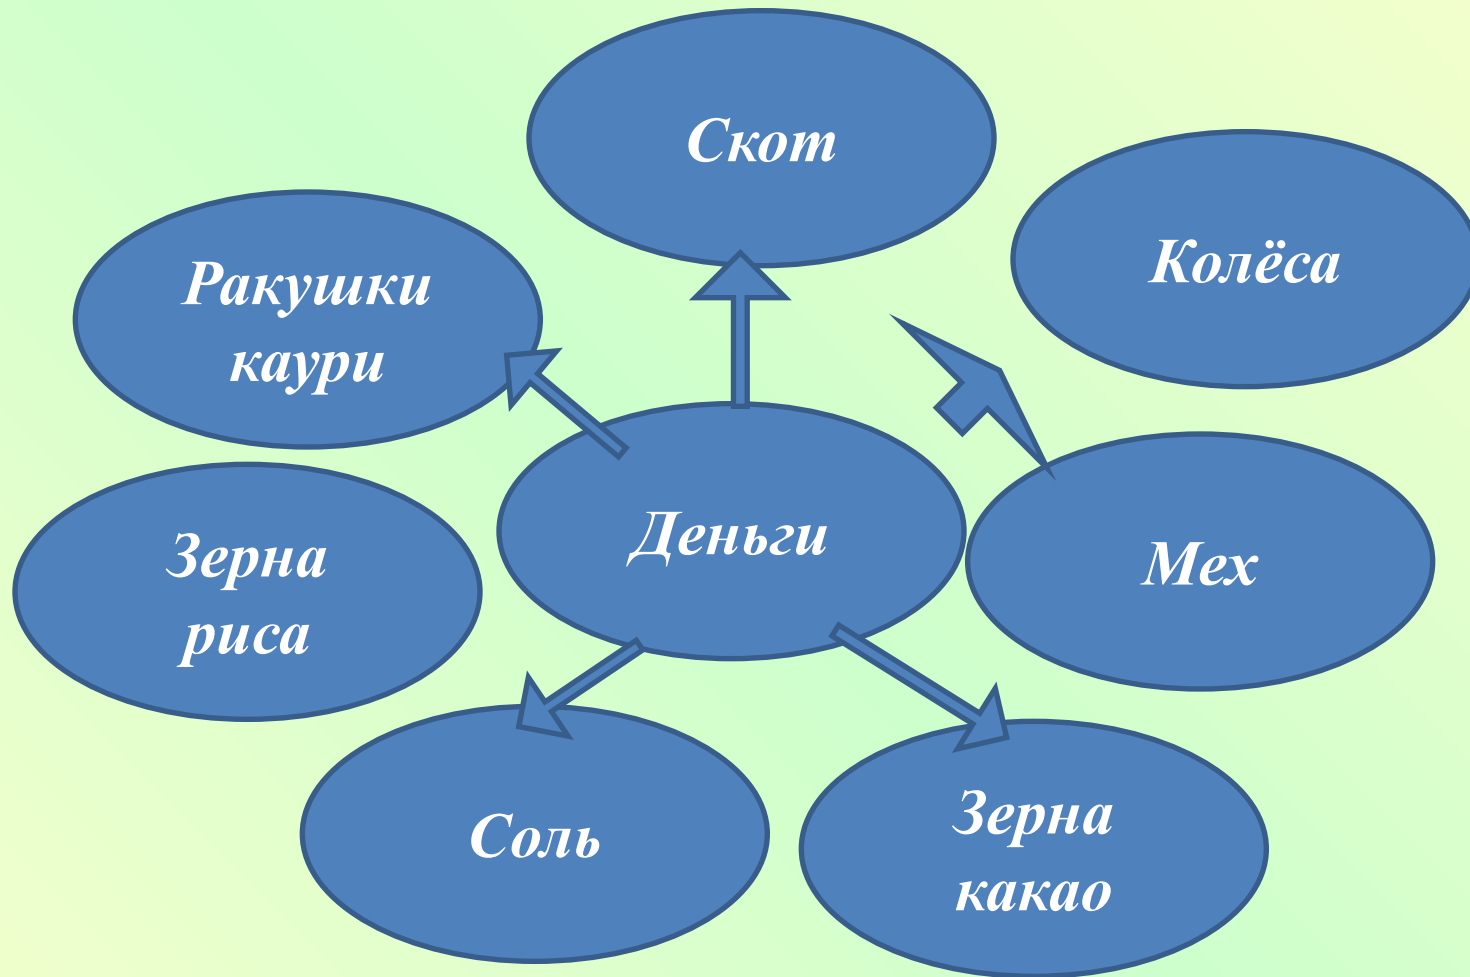 Скот
Колёса
Ракушки
каури
Деньги
Мех
Зерна
риса
Соль
Зерна
какао